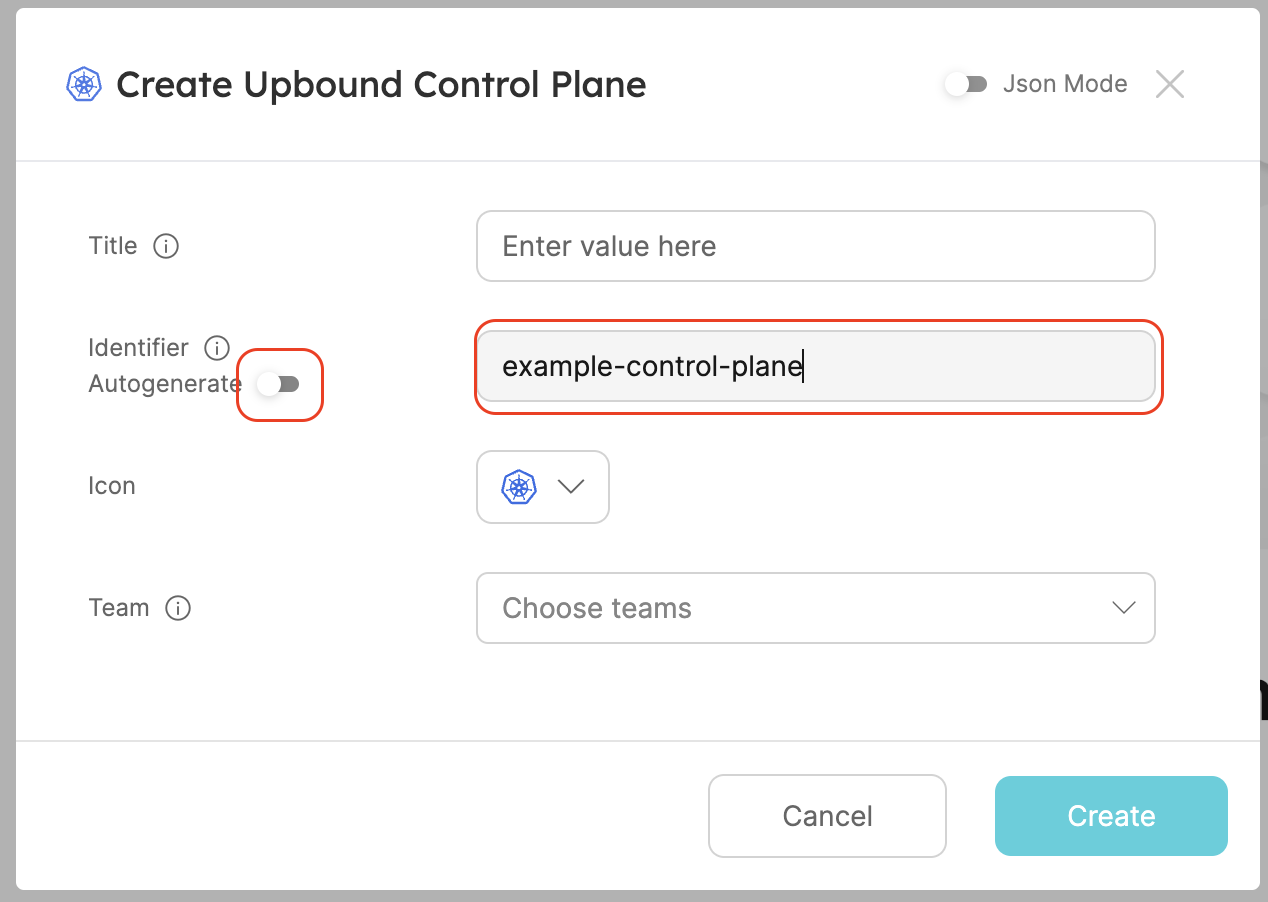 Create Upbound Control Plane
Json Mode
Title
Enter value here
Identifier
Autogenerate
example-control-plane
Icon
Team
Choose teams
Cancel
Create